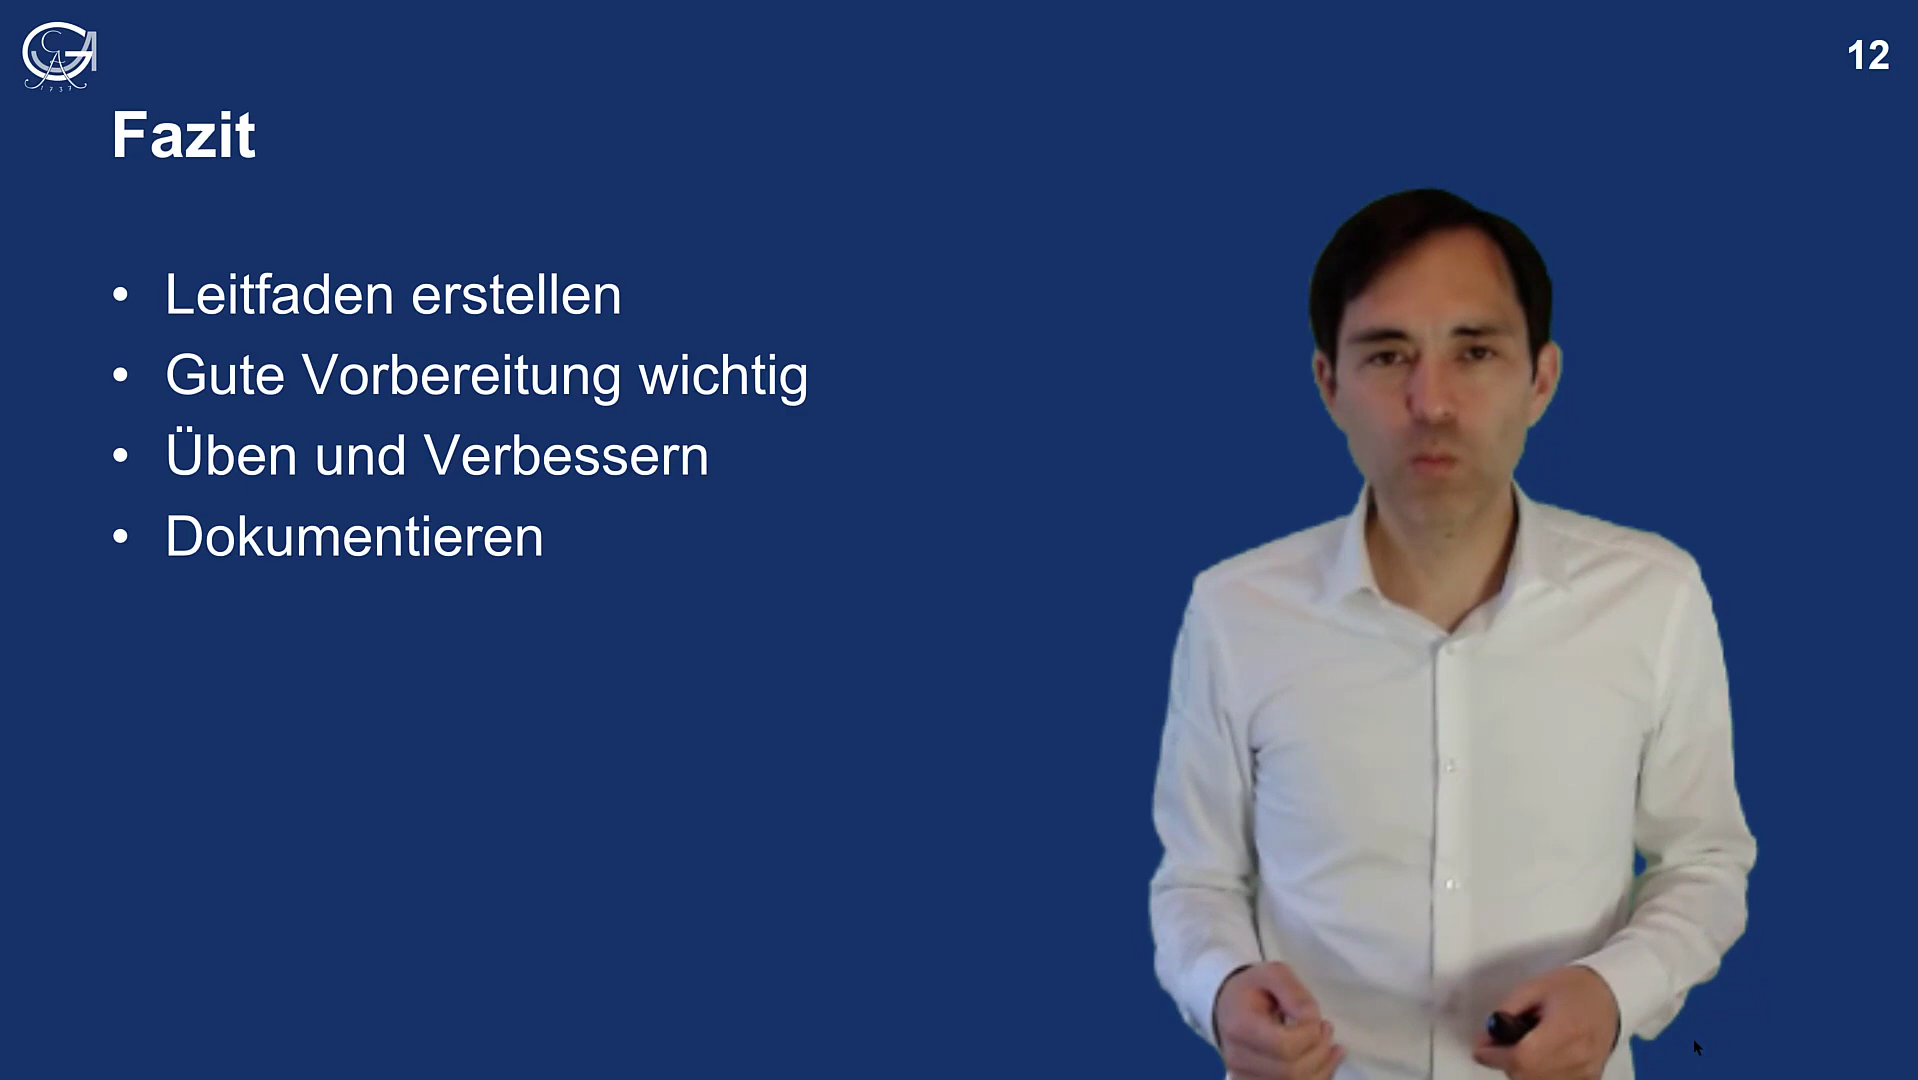 12
Fazit
• Leitfaden erstellen
• Gute Vorbereitung wichtig
• Üben und Verbessern
• Dokumentieren